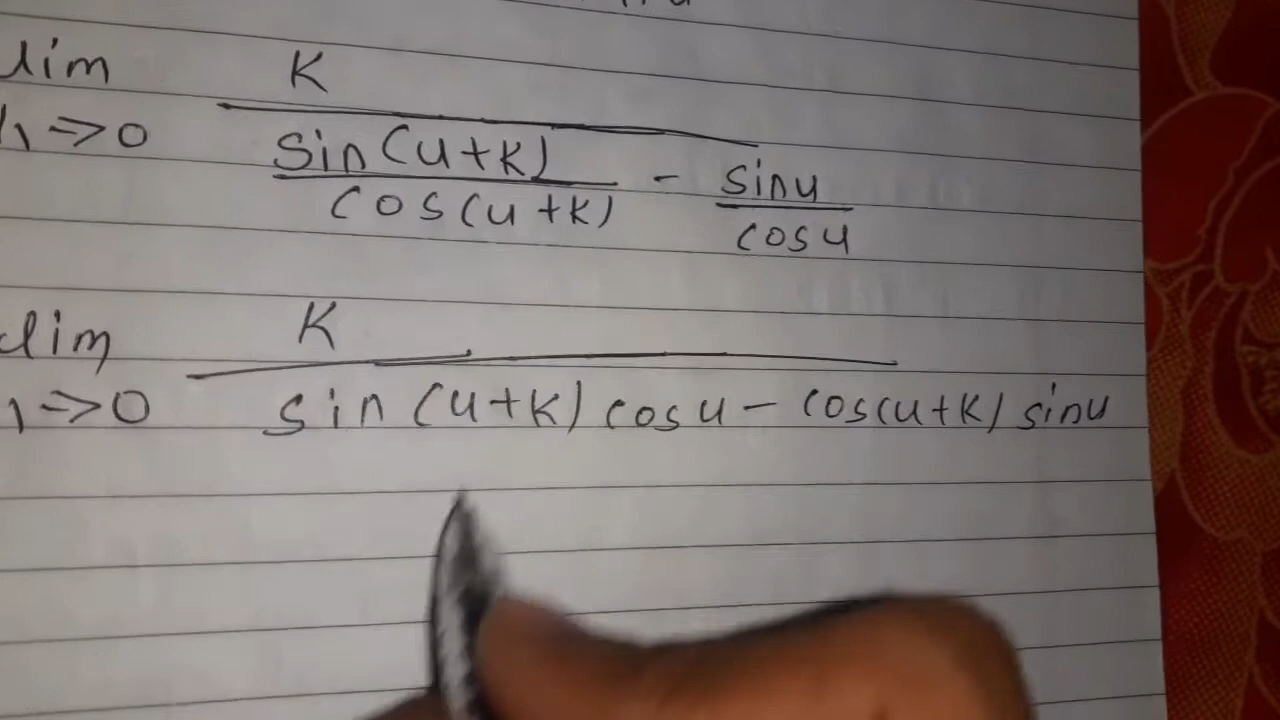 lim K
h => 0 sin(u+K) / cos(u+K) - sinu / cosu
lim K
h => 0 sin(u+K) cosu - cos(u+K) sinu